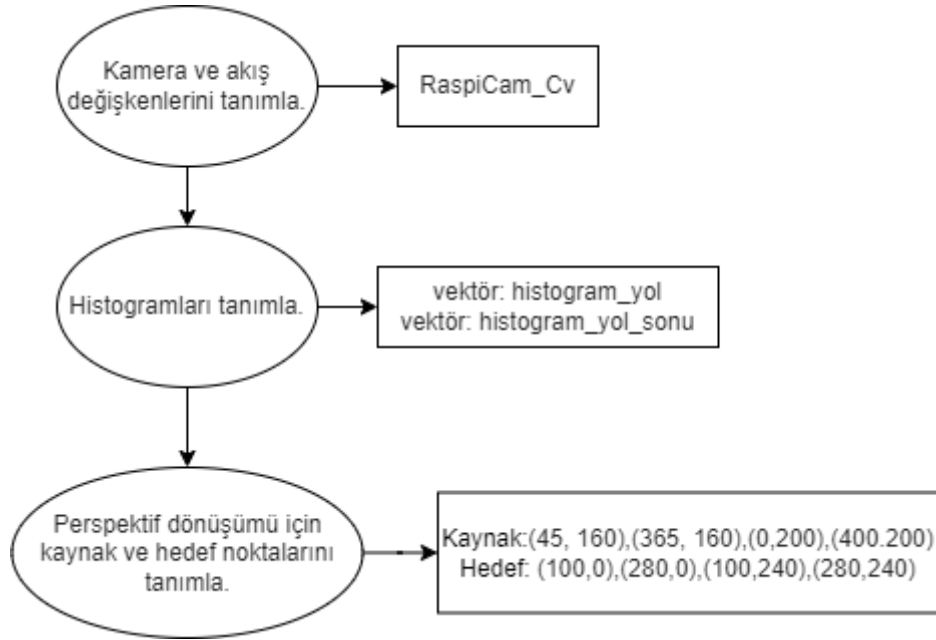 Kamera ve akış
değişkenlerini tanımla.
RaspiCam_Cv
Histogramları tanımla.
vektör: histogram_yol
vektör: histogram_yol_sonu
Perspektif dönüşümü için
kaynak ve hedef noktalarını
tanımla.
Kaynak:(45, 160),(365, 160),(0,200),(400.200)
Hedef: (100,0),(280,0),(100,240),(280,240)